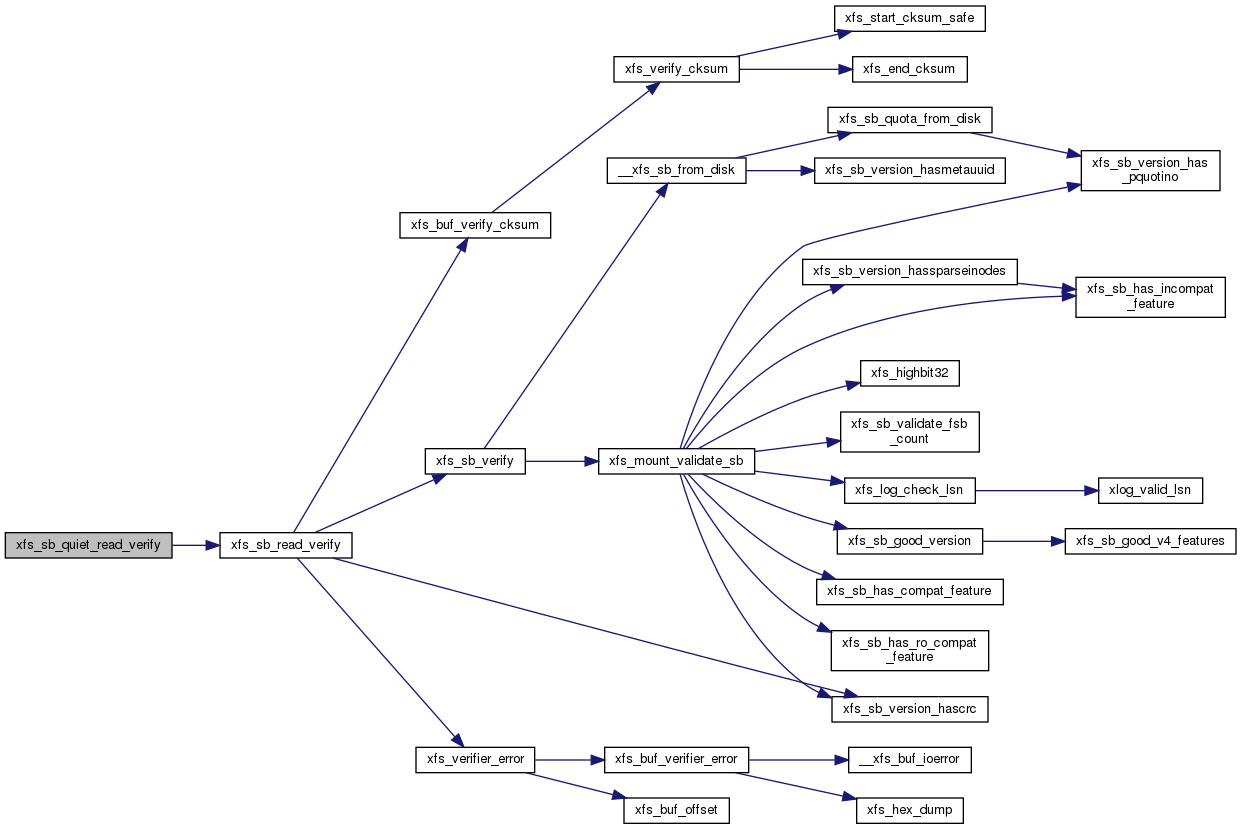 xfs_start_cksum_safe
xfs_verify_cksum
xfs_end_cksum
xfs_sb_quota_from_disk
__xfs_sb_from_disk
xfs_sb_version_hasmetauuid
xfs_sb_version_has
_pquotino
xfs_buf_verify_cksum
xfs_sb_version_hassparseinodes
xfs_sb_has_incompat
_feature
xfs_highbit32
xfs_sb_validate_fsb
_count
xfs_sb_verify
xfs_mount_validate_sb
xfs_log_check_lsn
xlog_valid_lsn
xfs_sb_quiet_read_verify
xfs_sb_read_verify
xfs_sb_good_version
xfs_sb_good_v4_features
xfs_sb_has_compat_feature
xfs_sb_has_ro_compat
_feature
xfs_sb_version_hascrc
xfs_verifier_error
xfs_buf_verifier_error
__xfs_buf_ioerror
xfs_buf_offset
xfs_hex_dump